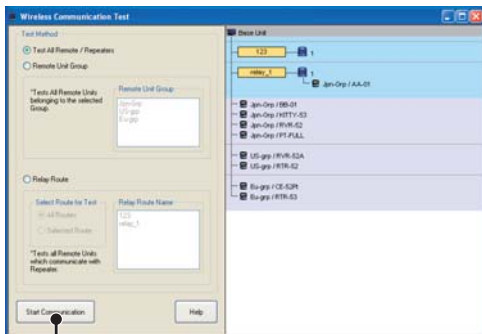 Wireless Communication Test
Test Method
Test All Remote / Repeaters
Remote Unit Group
"Tests All Remote Units
belonging to the selected
Group.
Remote Unit Group
Jpn-Grp
US-grp
Eu-grp
Relay Route
Select Route for Test
All Routes
Selected Route
Relay Route Name
123
relay_1
"Tests all Remote Units
which communicate with
Repeater.
Start Communication
Help
Base Unit
123
1
relay_1
1
Jpn-Grp / AA-01
Jpn-Grp / BB-01
Jpn-Grp / KITTY-53
Jpn-Grp / RVR-52
Jpn-Grp / PT-FULL
US-grp / RVR-52A
US-grp / RTR-52
Eu-grp / CE-52Rt
Eu-grp / RTR-53